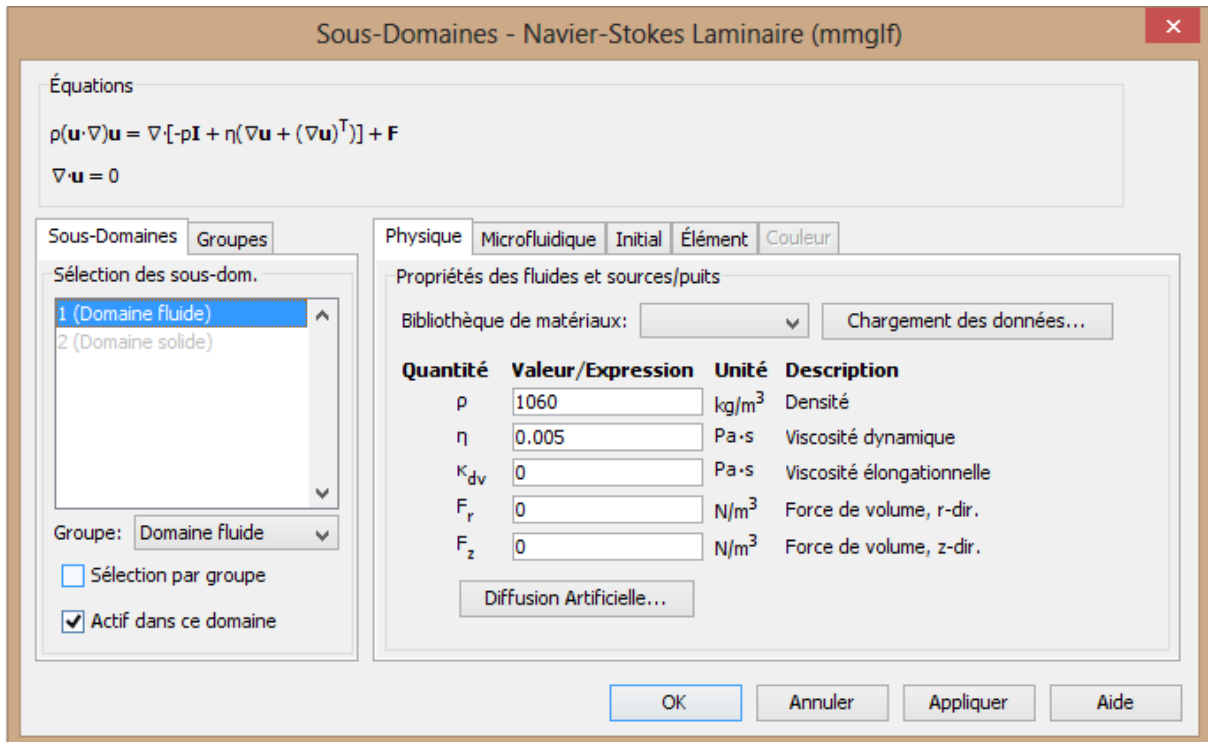 Sous-Domaines - Navier-Stokes Laminaire (mmglf)
Équations
ρ(u·∇)u = ∇·[-pI + η(∇u + (∇u)ᵀ)] + F
∇·u = 0
Sous-Domaines Groupes
Sélection des sous-dom.
1 (Domaine fluide)
2 (Domaine solide)
Groupe: Domaine fluide
Sélection par groupe
Actif dans ce domaine
Physique Microfluidique Initial Élément Couleur
Propriétés des fluides et sources/puits
Bibliothèque de matériaux: Chargement des données...
Quantité Valeur/Expression Unité Description
ρ 1060 kg/m³ Densité
η 0.005 Pa·s Viscosité dynamique
κdv 0 Pa·s Viscosité élongationnelle
Fr 0 N/m³ Force de volume, r-dir.
Fz 0 N/m³ Force de volume, z-dir.
Diffusion Artificielle...
OK Annuler Appliquer Aide